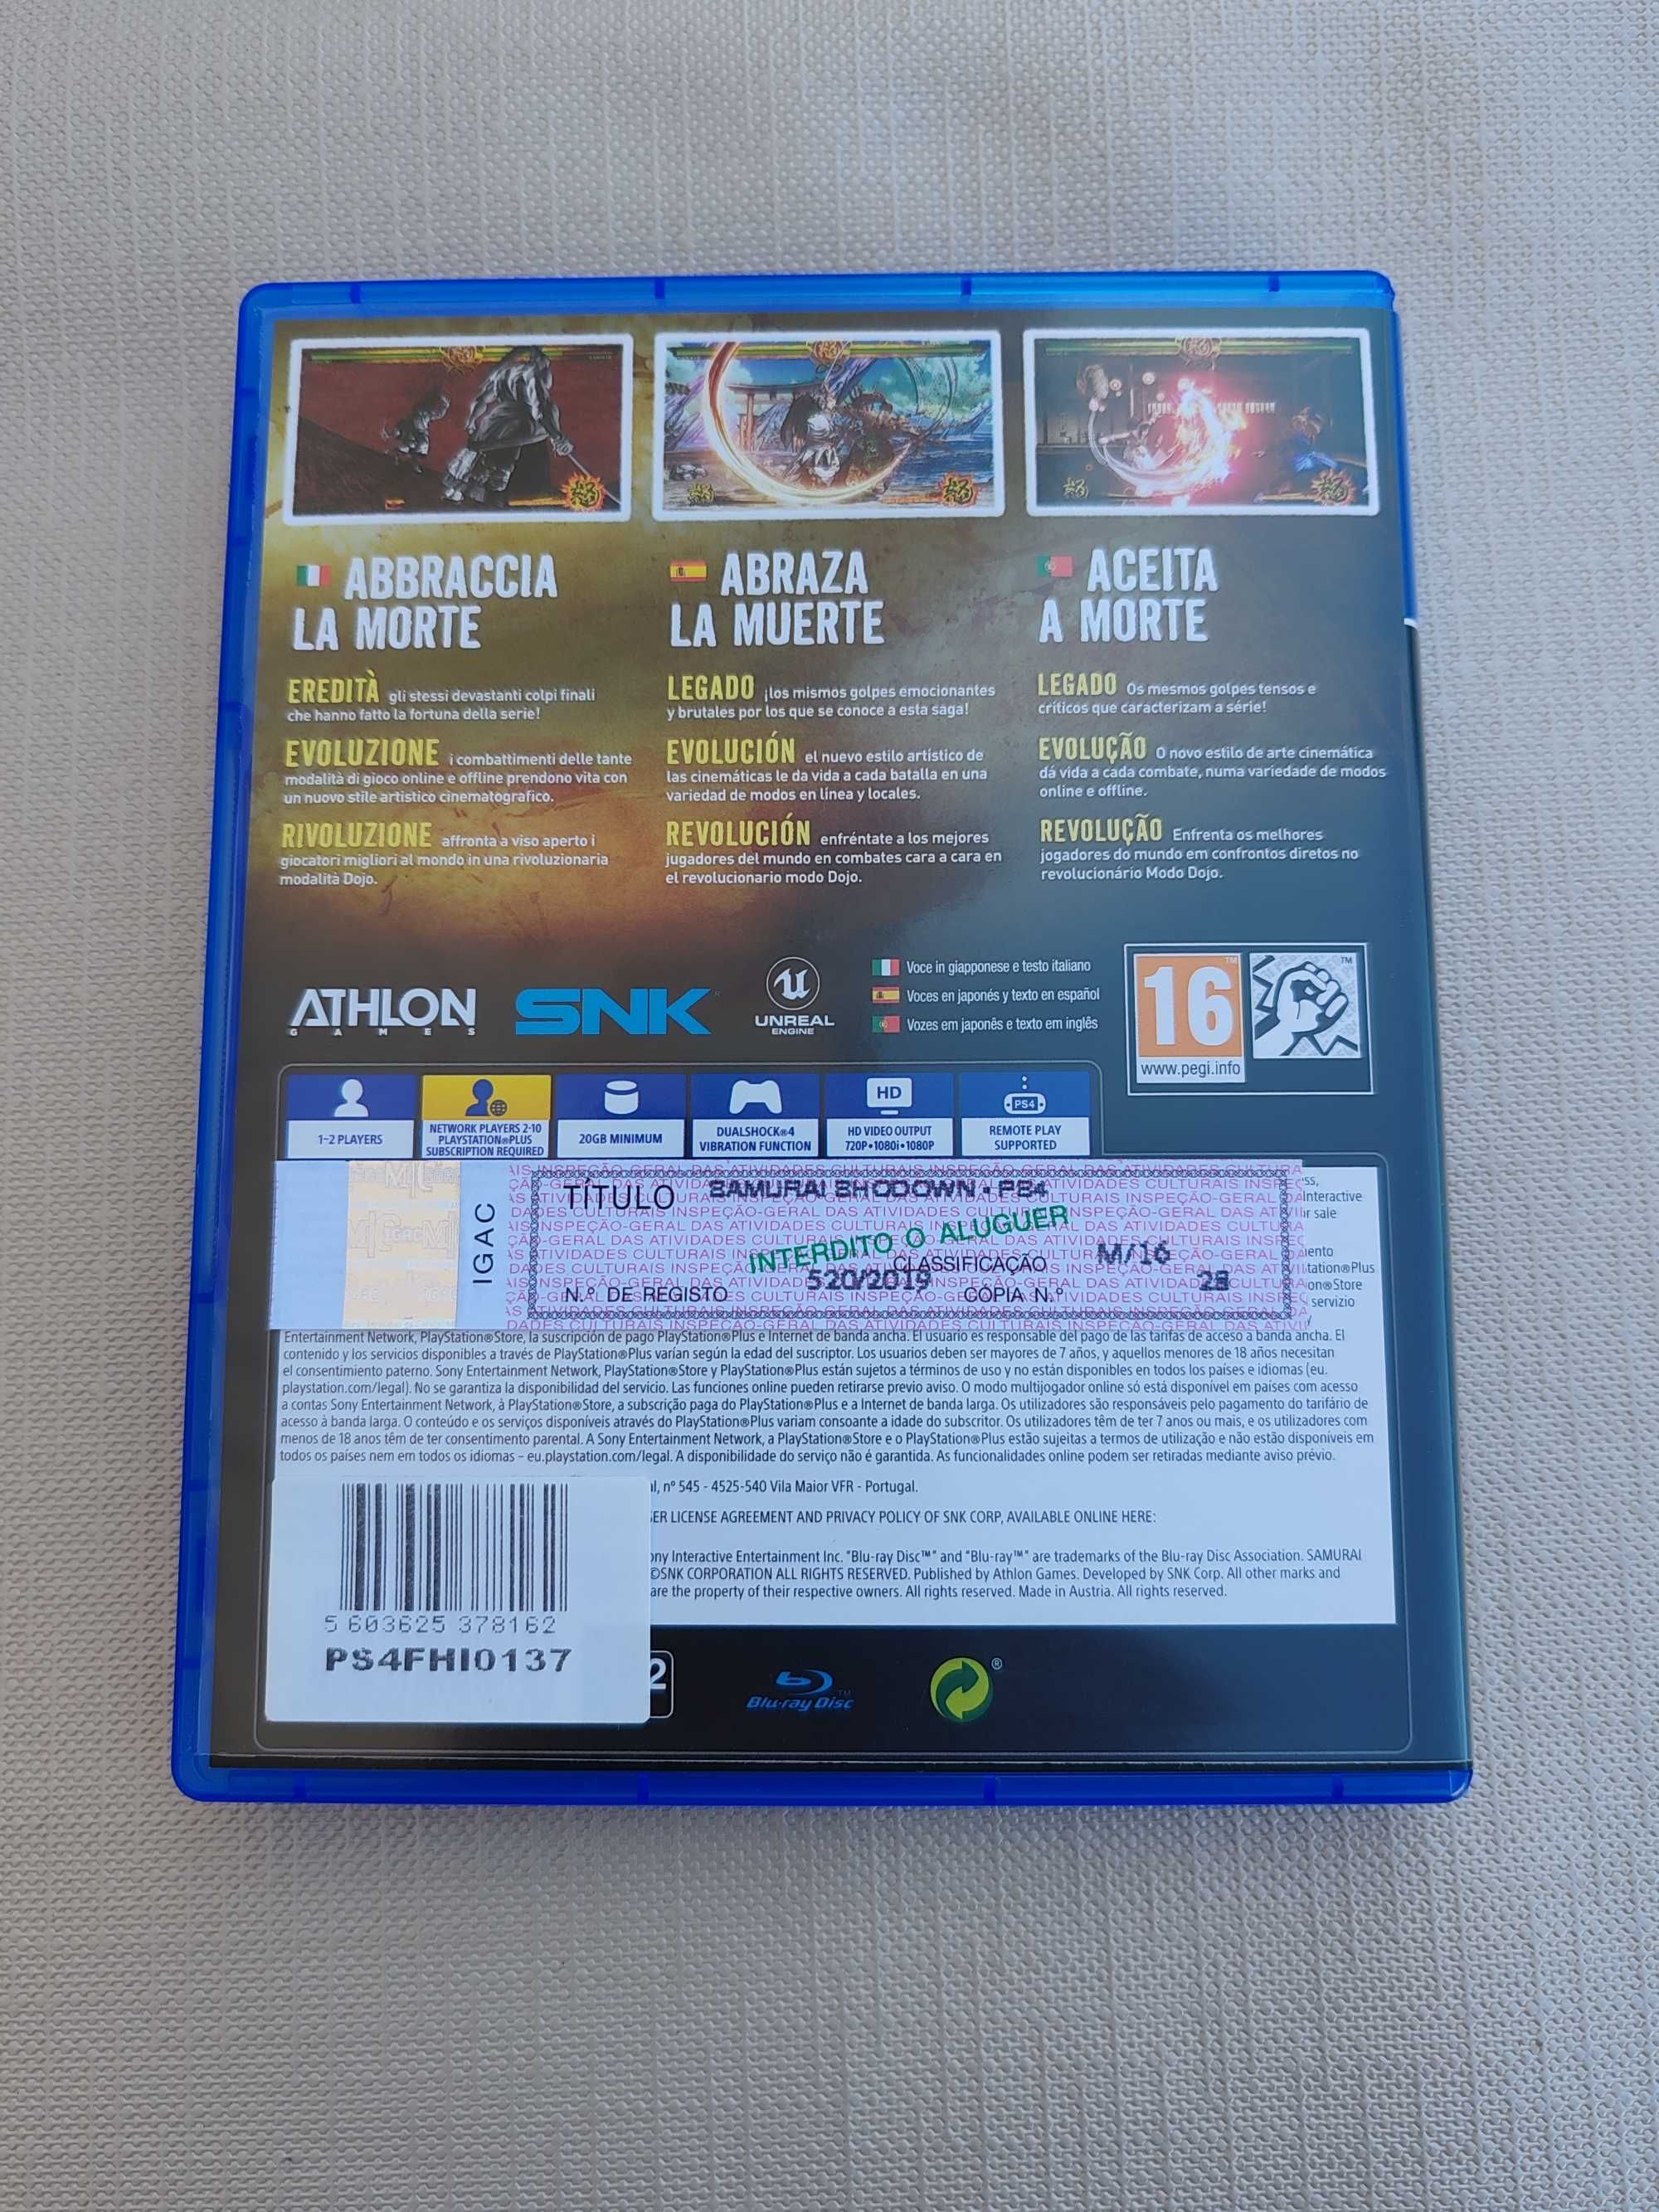 ABBRACCIA
LA MORTE
EREDITÀ gli stessi devastanti colpi finali
che hanno fatto la fortuna della serie!
EVOLUZIONE i combattimenti delle tante
modalità di gioco online e offline prendono vita con
un nuovo stile artistico cinematografico.
RIVOLUZIONE affronta a viso aperto i
giocatori migliori al mondo in una rivoluzionaria
modalità Dojo.
ABRAZA
LA MUERTE
LEGADO ¡los mismos golpes emocionantes
y brutales por los que se conoce a esta saga!
EVOLUCIÓN el nuevo estilo artístico de
las cinemáticas le da vida a cada batalla en una
variedad de modos en línea y locales.
REVOLUCIÓN enfréntate a los mejores
jugadores del mundo en combates cara a cara en
el revolucionario modo Dojo.
ACEITA
A MORTE
LEGADO Os mesmos golpes tensos e
críticos que caracterizam a série!
EVOLUÇÃO O novo estilo de arte cinemática
dá vida a cada combate, numa variedade de modos
online e offline.
REVOLUÇÃO Enfrenta os melhores
jogadores do mundo em confrontos diretos no
revolucionário Modo Dojo.
ATHLON
GAMES
SNK
UNREAL
ENGINE
Voce in giapponese e testo italiano
Voces en japonés y texto en español
Vozes em japonês e texto em inglês
16
www.pegi.info
1-2 PLAYERS
NETWORK PLAYERS 2-10
PLAYSTATION®PLUS
SUBSCRIPTION REQUIRED
20GB MINIMUM
DUALSHOCK®4
VIBRATION FUNCTION
HD
HD VIDEO OUTPUT
720P•1080i•1080P
PS4
REMOTE PLAY
SUPPORTED
IGAC
TÍTULO SAMURAI SHODOWN - PS4
INTERDITO O ALUGUER
CLASSIFICAÇÃO M/16
N.º DE REGISTO 520/2019 CÓPIA N.º 28
Interactive
sale
tation®Plus
on®Store
servizio
Entertainment Network, PlayStation®Store, la suscripción de pago PlayStation®Plus e Internet de banda ancha. El usuario es responsable del pago de las tarifas de acceso a banda ancha. El
contenido y los servicios disponibles a través de PlayStation®Plus varían según la edad del suscriptor. Los usuarios deben ser mayores de 7 años, y aquellos menores de 18 años necesitan
el consentimiento paterno. Sony Entertainment Network, PlayStation®Store y PlayStation®Plus están sujetos a términos de uso y no están disponibles en todos los países e idiomas (eu.
playstation.com/legal). No se garantiza la disponibilidad del servicio. Las funciones online pueden retirarse previo aviso. O modo multijogador online só está disponível em países com acesso
a contas Sony Entertainment Network, à PlayStation®Store, a subscrição paga do PlayStation®Plus e a Internet de banda larga. Os utilizadores são responsáveis pelo pagamento do tarifário de
acesso à banda larga. O conteúdo e os serviços disponíveis através do PlayStation®Plus variam consoante a idade do subscritor. Os utilizadores têm de ter 7 anos ou mais, e os utilizadores com
menos de 18 anos têm de ter consentimento parental. A Sony Entertainment Network, a PlayStation®Store e o PlayStation®Plus estão sujeitas a termos de utilização e não estão disponíveis em
todos os países nem em todos os idiomas – eu.playstation.com/legal. A disponibilidade do serviço não é garantida. As funcionalidades online podem ser retiradas mediante aviso prévio.
al, nº 545 - 4525-540 Vila Maior VFR - Portugal.
SER LICENSE AGREEMENT AND PRIVACY POLICY OF SNK CORP, AVAILABLE ONLINE HERE:
ony Interactive Entertainment Inc. "Blu-ray Disc™" and "Blu-ray™" are trademarks of the Blu-ray Disc Association. SAMURAI
©SNK CORPORATION ALL RIGHTS RESERVED. Published by Athlon Games. Developed by SNK Corp. All other marks and
are the property of their respective owners. All rights reserved. Made in Austria. All rights reserved.
5 603625 378162
PS4FHI0137
2
Blu-ray Disc™
®